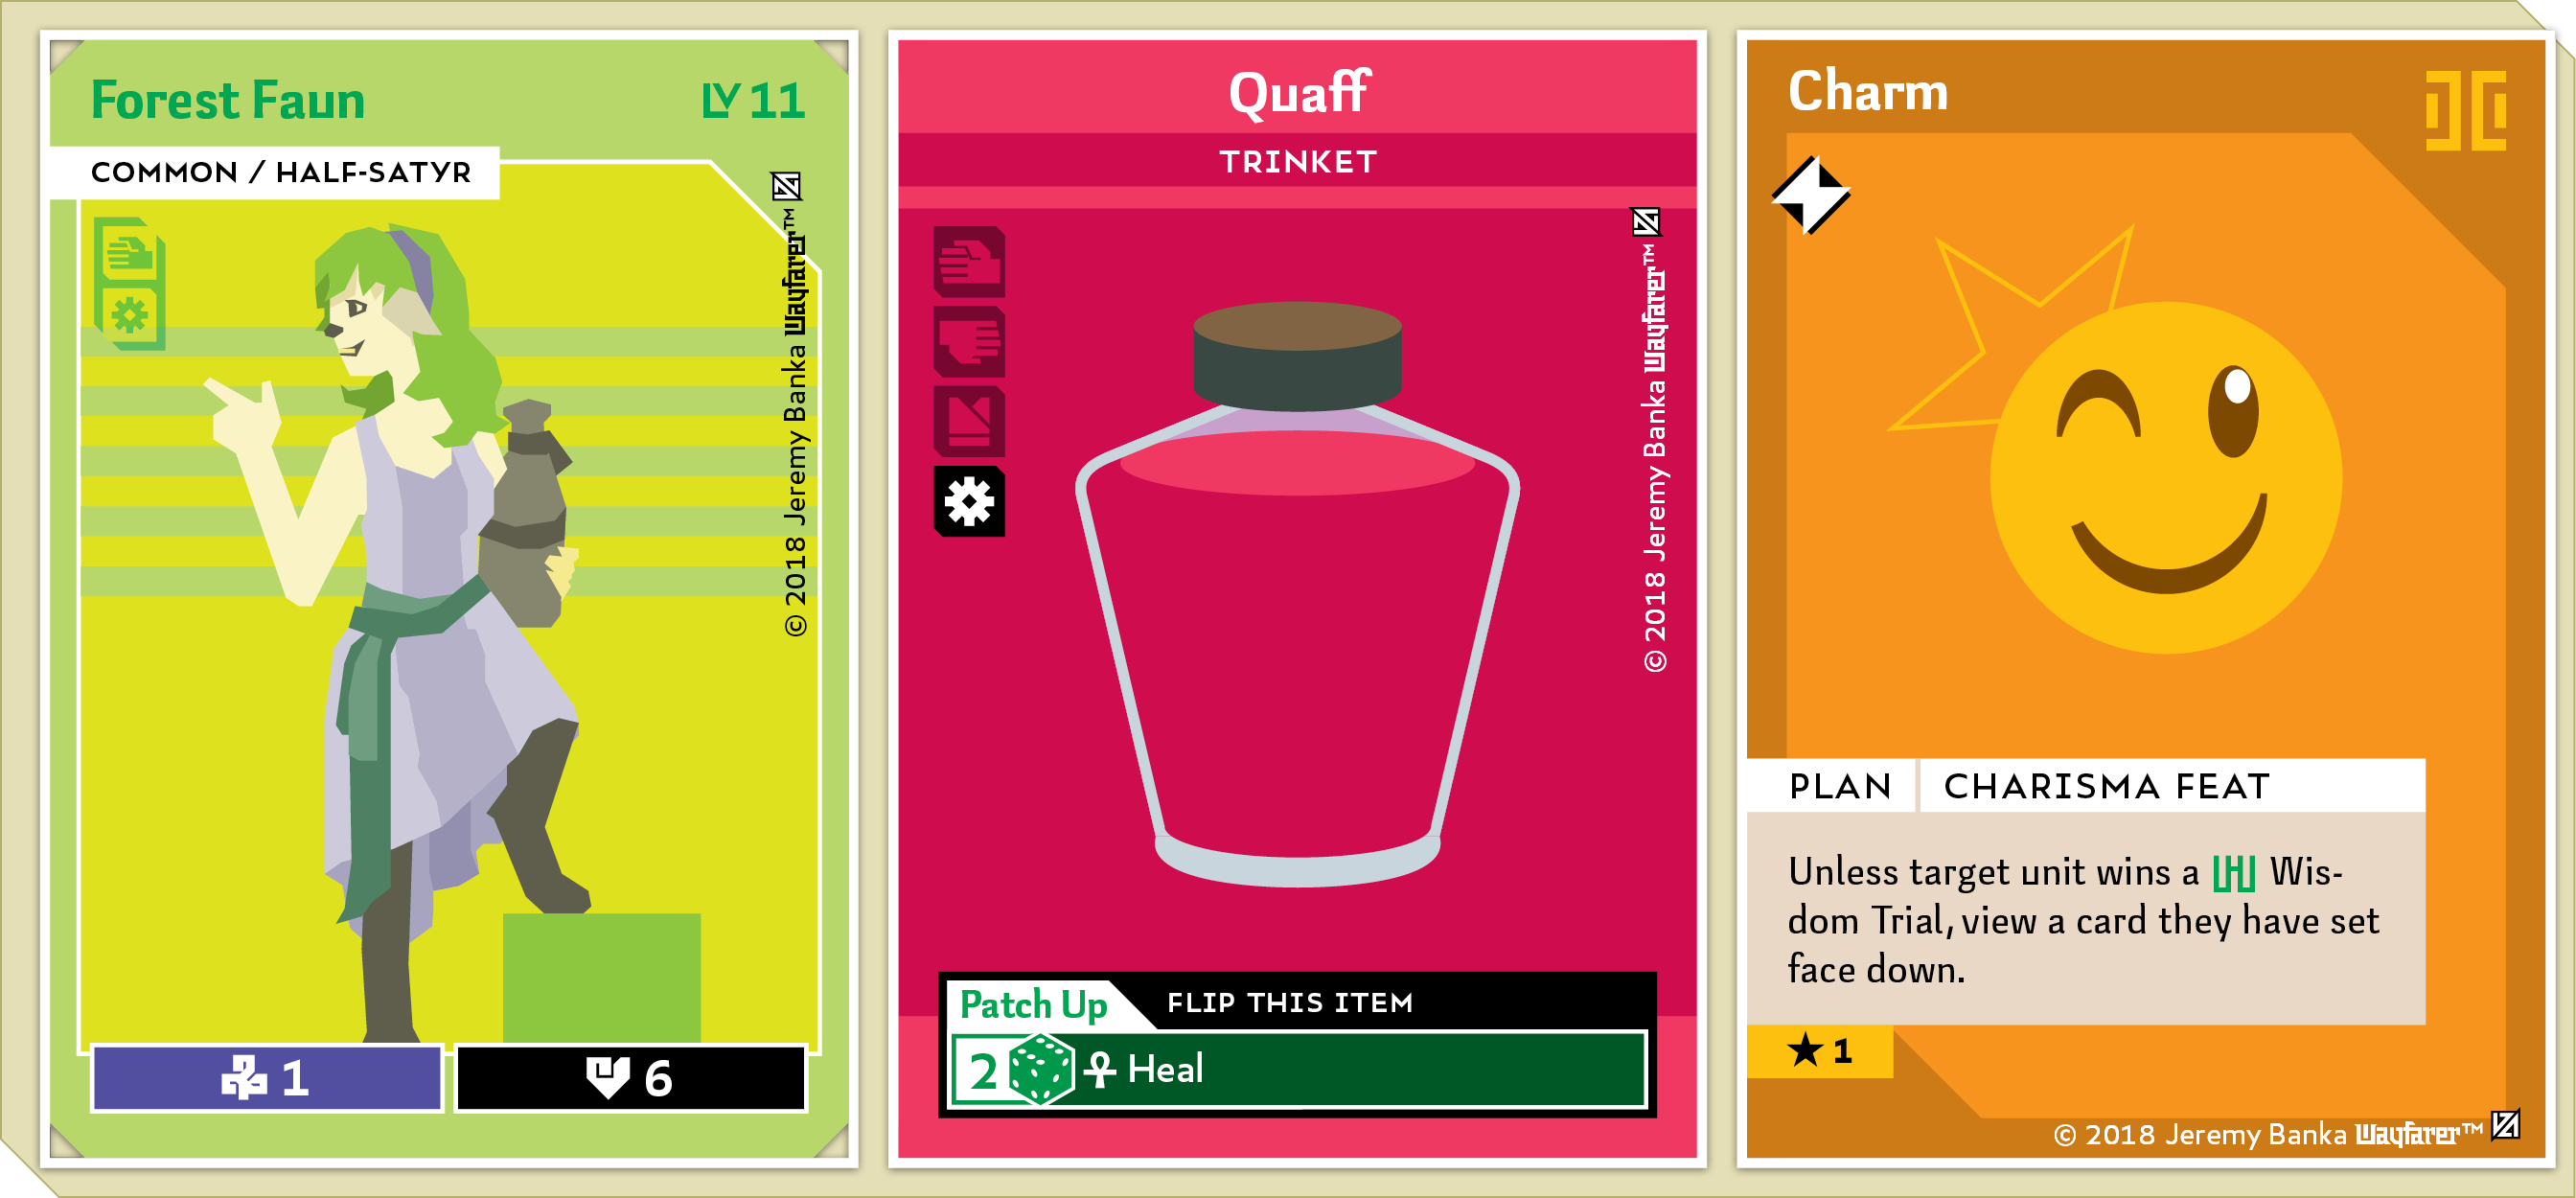 Forest Faun
LV 11
COMMON / HALF-SATYR
© 2018 Jeremy Banka Wayfarer™
1
6
Quaff
TRINKET
© 2018 Jeremy Banka Wayfarer™
Patch Up
FLIP THIS ITEM
2 Heal
Charm
PLAN
CHARISMA FEAT
Unless target unit wins a Wis-
dom Trial, view a card they have set
face down.
★ 1
© 2018 Jeremy Banka Wayfarer™